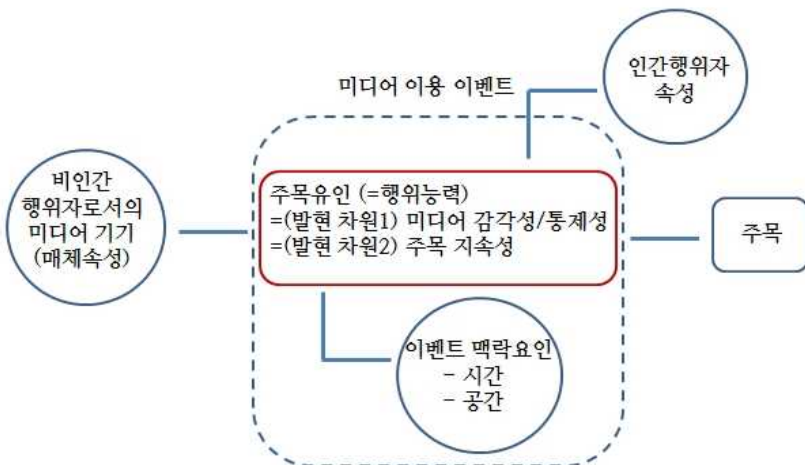 미디어 이용 이벤트
인간행위자
속성
비인간
행위자로서의
미디어 기기
(매체속성)
주목유인 (=행위능력)
=(발현 차원1) 미디어 감각성/통제성
=(발현 차원2) 주목 지속성
주목
이벤트 맥락요인
- 시간
- 공간